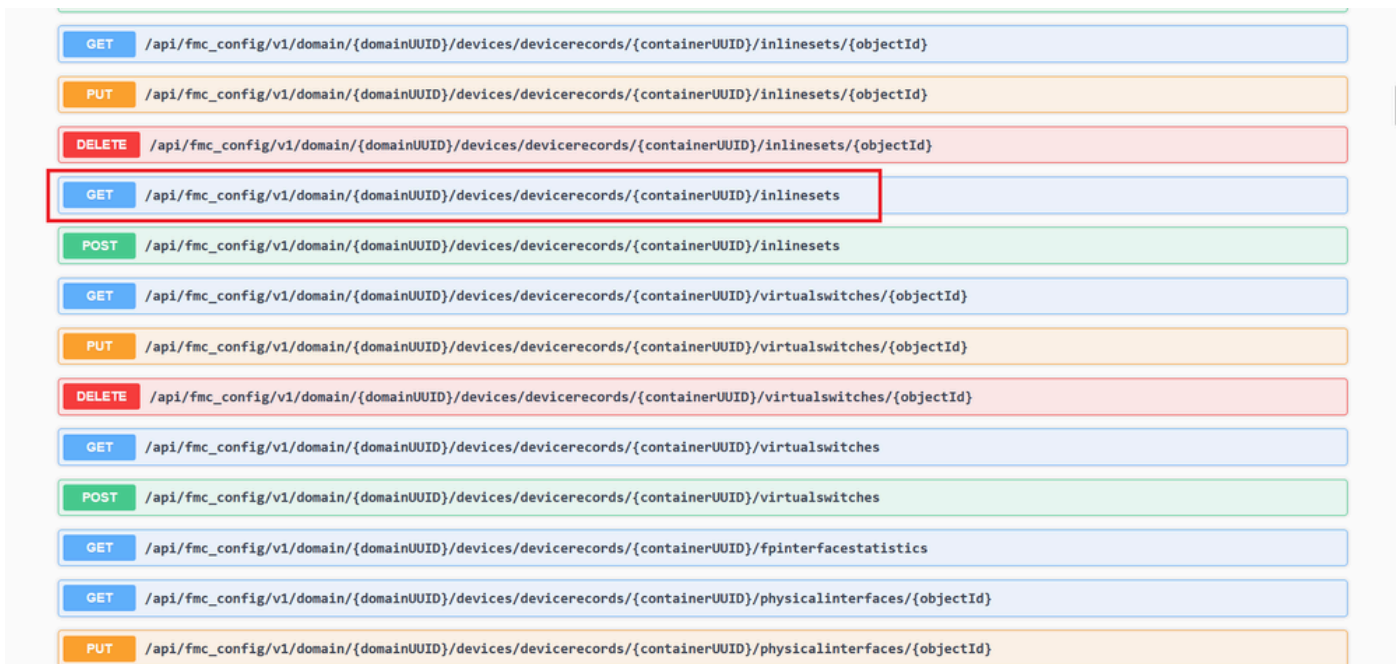 GET /api/fmc_config/v1/domain/{domainUUID}/devices/devicerecords/{containerUUID}/inlinesets/{objectId}
PUT /api/fmc_config/v1/domain/{domainUUID}/devices/devicerecords/{containerUUID}/inlinesets/{objectId}
DELETE /api/fmc_config/v1/domain/{domainUUID}/devices/devicerecords/{containerUUID}/inlinesets/{objectId}
GET /api/fmc_config/v1/domain/{domainUUID}/devices/devicerecords/{containerUUID}/inlinesets
POST /api/fmc_config/v1/domain/{domainUUID}/devices/devicerecords/{containerUUID}/inlinesets
GET /api/fmc_config/v1/domain/{domainUUID}/devices/devicerecords/{containerUUID}/virtualswitches/{objectId}
PUT /api/fmc_config/v1/domain/{domainUUID}/devices/devicerecords/{containerUUID}/virtualswitches/{objectId}
DELETE /api/fmc_config/v1/domain/{domainUUID}/devices/devicerecords/{containerUUID}/virtualswitches/{objectId}
GET /api/fmc_config/v1/domain/{domainUUID}/devices/devicerecords/{containerUUID}/virtualswitches
POST /api/fmc_config/v1/domain/{domainUUID}/devices/devicerecords/{containerUUID}/virtualswitches
GET /api/fmc_config/v1/domain/{domainUUID}/devices/devicerecords/{containerUUID}/fpinterfacestatistics
GET /api/fmc_config/v1/domain/{domainUUID}/devices/devicerecords/{containerUUID}/physicalinterfaces/{objectId}
PUT /api/fmc_config/v1/domain/{domainUUID}/devices/devicerecords/{containerUUID}/physicalinterfaces/{objectId}